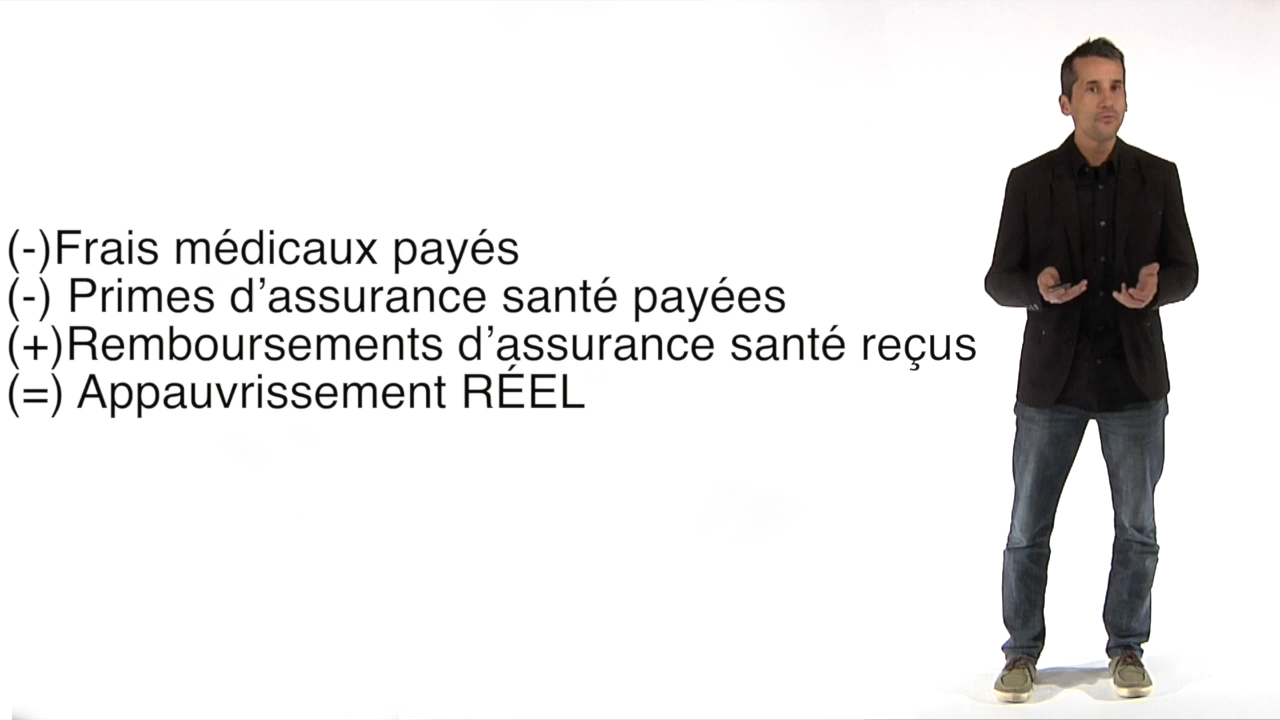 (-)Frais médicaux payés
(-) Primes d’assurance santé payées
(+)Remboursements d’assurance santé reçus
(=) Appauvrissement RÉEL